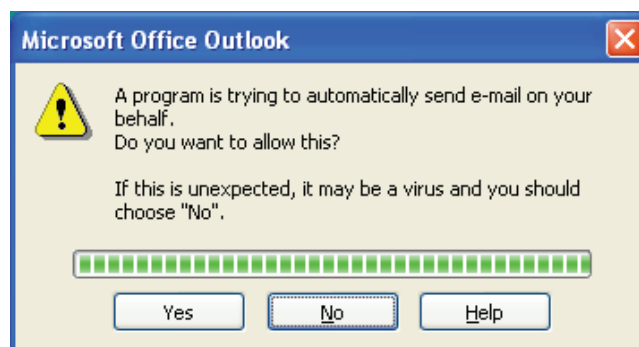 Microsoft Office Outlook
A program is trying to automatically send e-mail on your
behalf.
Do you want to allow this?
If this is unexpected, it may be a virus and you should
choose "No".
Yes No Help